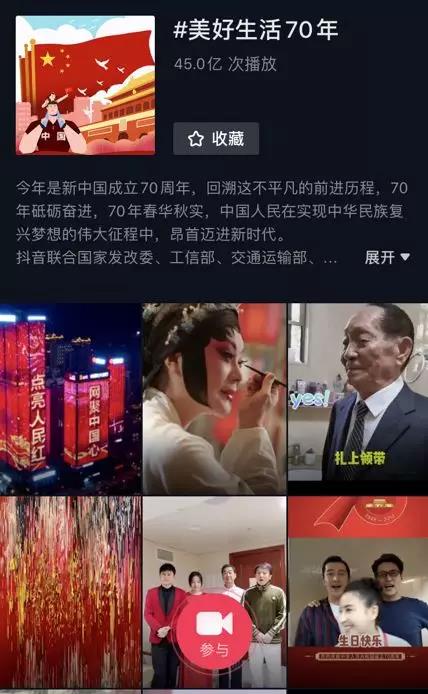 #美好生活70年
45.0亿 次播放
中国
收藏
今年是新中国成立70周年，回溯这不平凡的前进历程，70
年砥砺奋进，70年春华秋实，中国人民在实现中华民族复
兴梦想的伟大征程中，昂首迈进新时代。
抖音联合国家发改委、工信部、交通运输部、...
展开
点亮人民红
网聚中国心
yes!
扎上领带
参与
生日快乐